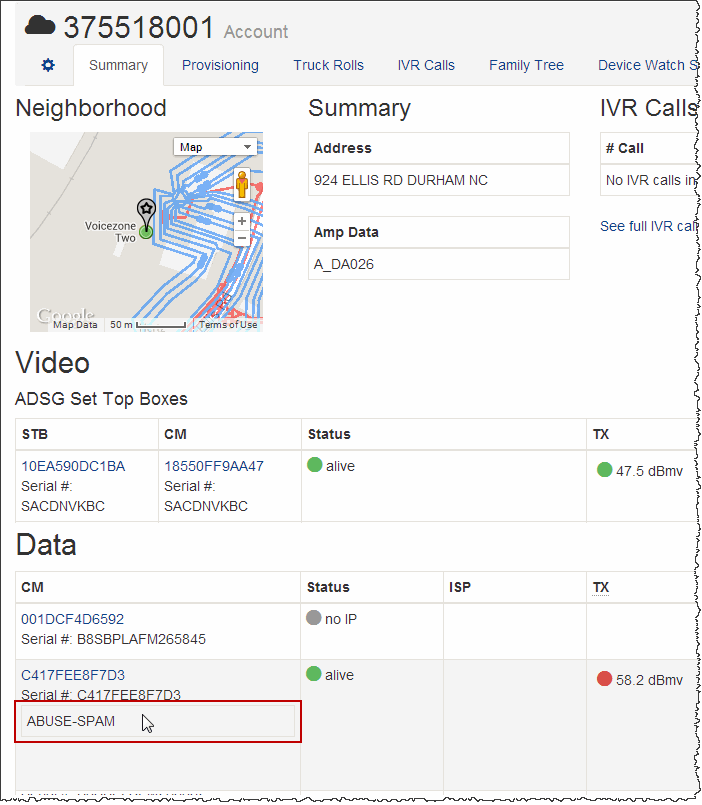 375518001 Account
Summary Provisioning Truck Rolls IVR Calls Family Tree Device Watch S
Neighborhood
Map
Voicezone
Two
+
−
Google
Map Data 50 m Terms of Use
Summary
Address
924 ELLIS RD DURHAM NC
Amp Data
A_DA026
IVR Calls
# Call
No IVR calls in
See full IVR cal
Video
ADSG Set Top Boxes
STB CM Status TX
10EA590DC1BA 18550FF9AA47 alive 47.5 dBmv
Serial #: Serial #:
SACDNVKBC SACDNVKBC
Data
CM Status ISP TX
001DCF4D6592 no IP
Serial #: B8SBPLAFM265845
C417FEE8F7D3 alive 58.2 dBmv
Serial #: C417FEE8F7D3
ABUSE-SPAM